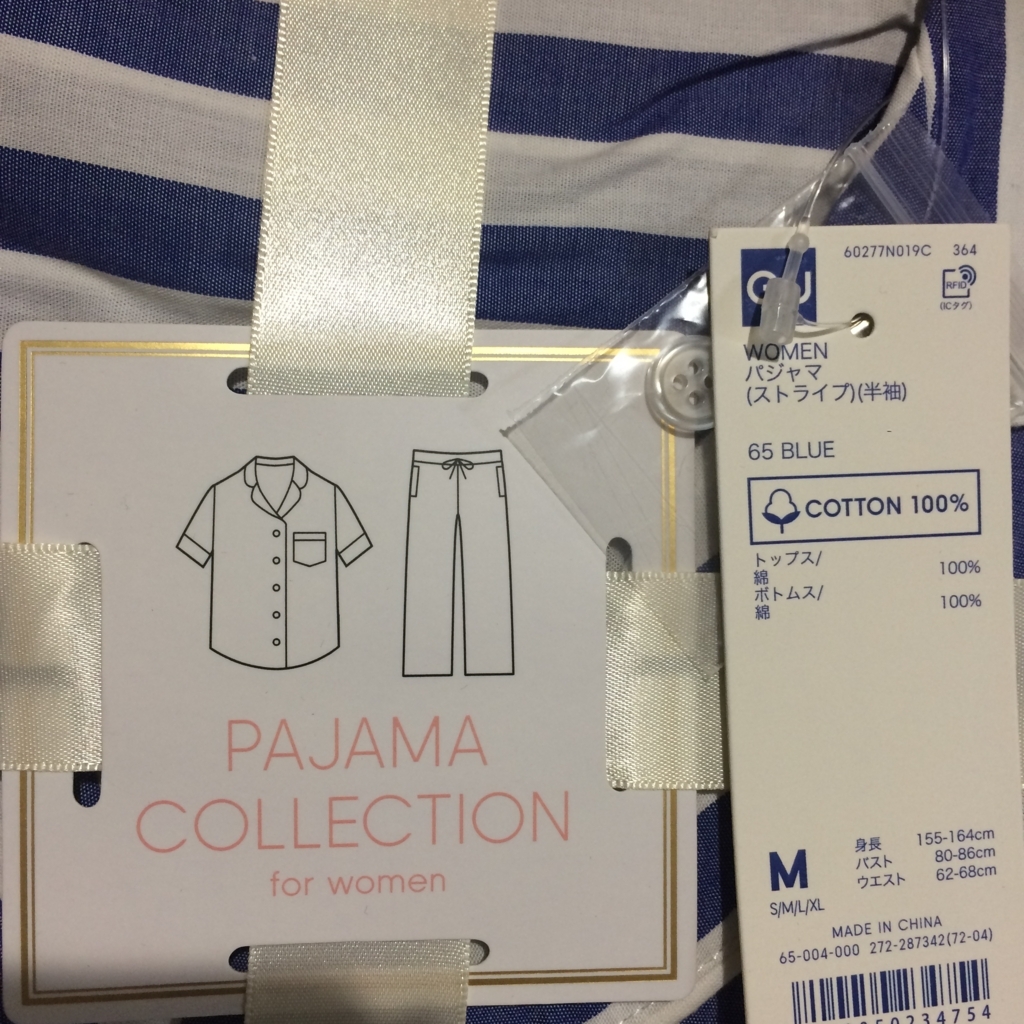 PAJAMA
COLLECTION
for women
GU
60277N019C 364
RFID
(ICタグ)
WOMEN
パジャマ
(ストライプ)(半袖)
65 BLUE
COTTON 100%
トップス/
綿 100%
ボトムス/
綿 100%
M
S/M/L/XL
身長 155-164cm
バスト 80-86cm
ウエスト 62-68cm
MADE IN CHINA
65-004-000 272-287342(72-04)
50234754